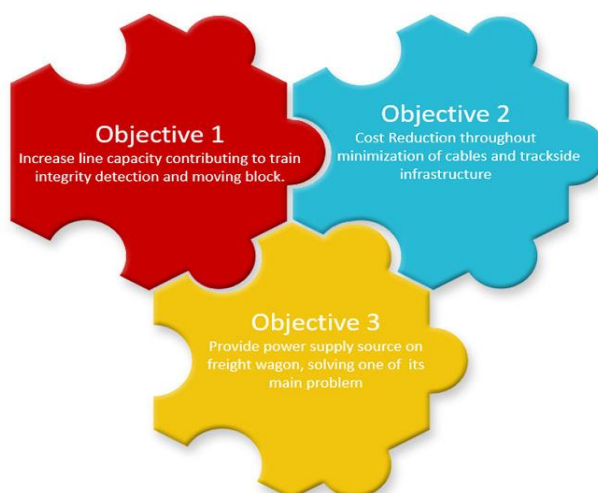 Objective 1
Increase line capacity contributing to train
integrity detection and moving block.
Objective 2
Cost Reduction throughout
minimization of cables and trackside
infrastructure
Objective 3
Provide power supply source on
freight wagon, solving one of its
main problem